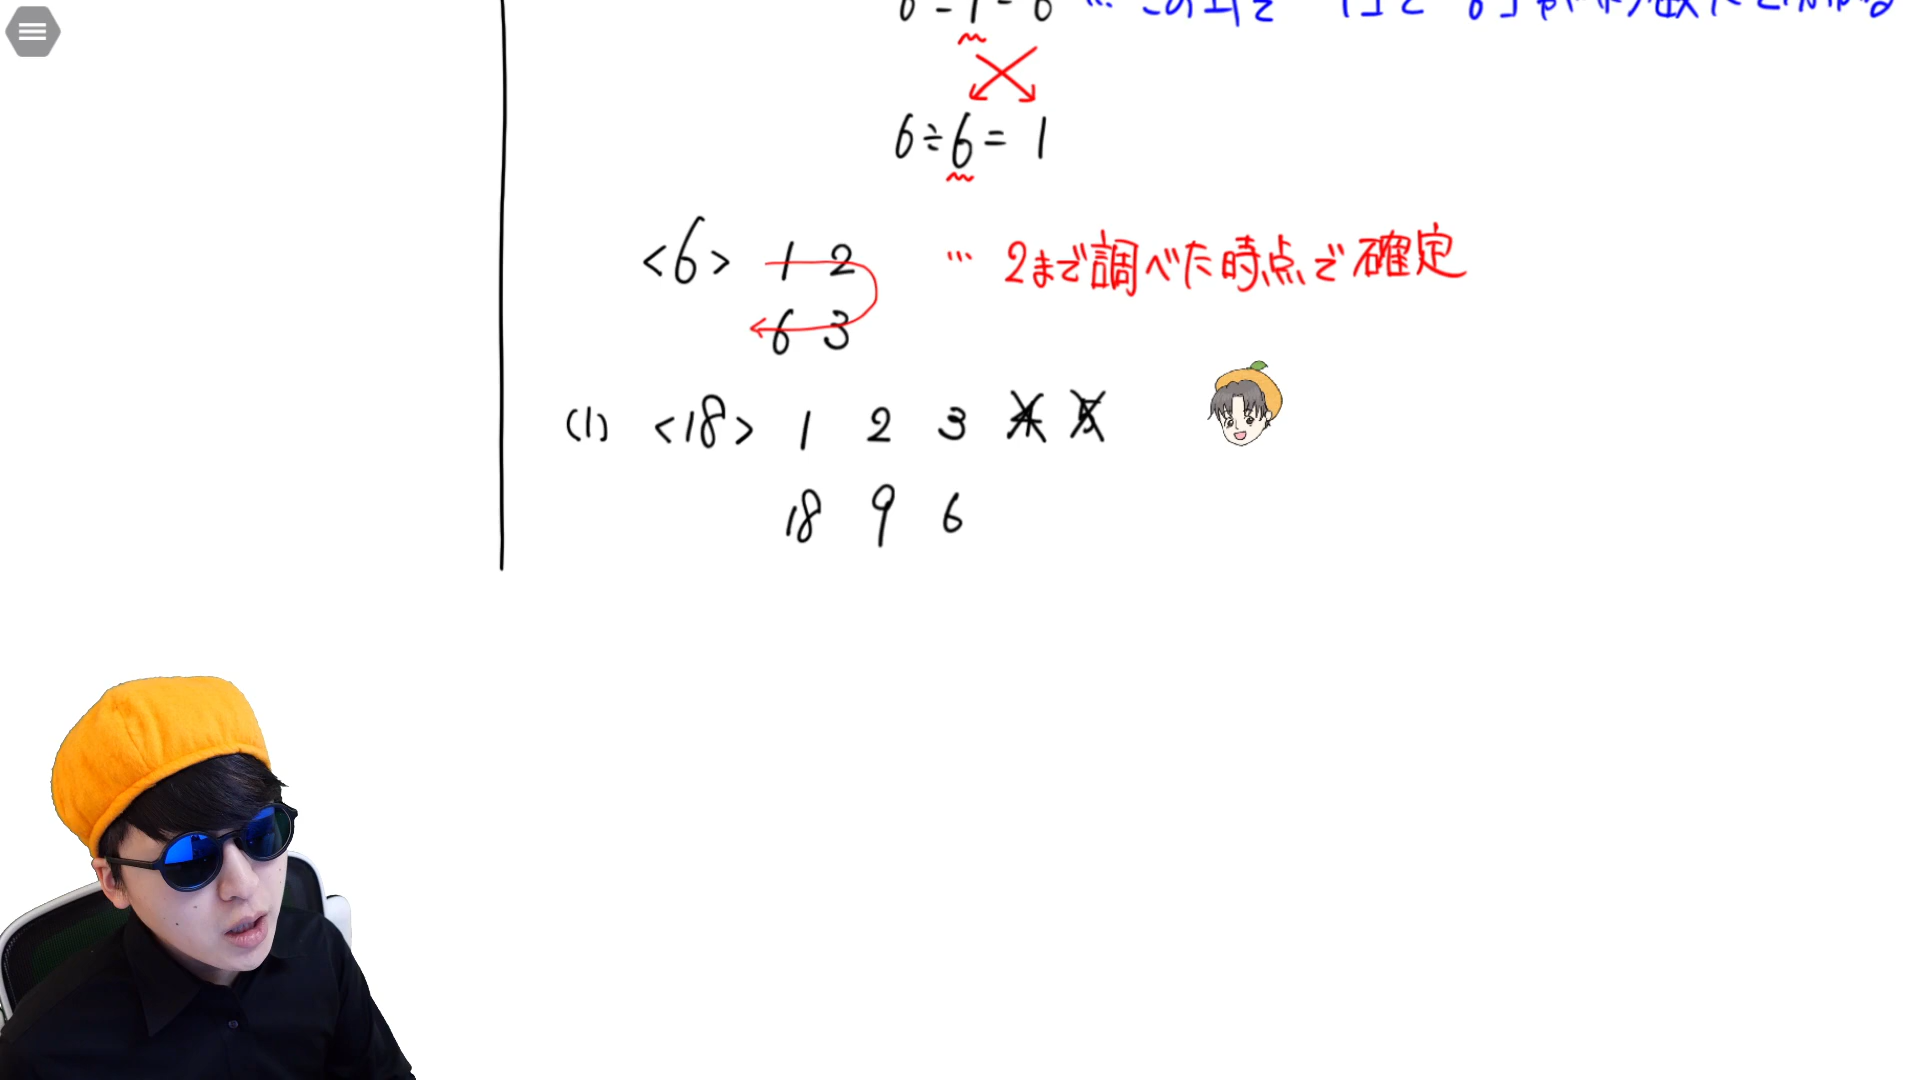 6÷6=1
<6> 1 2 … 2まで調べた時点で確定
6 3
(1) <18> 1 2 3 4 5
18 9 6